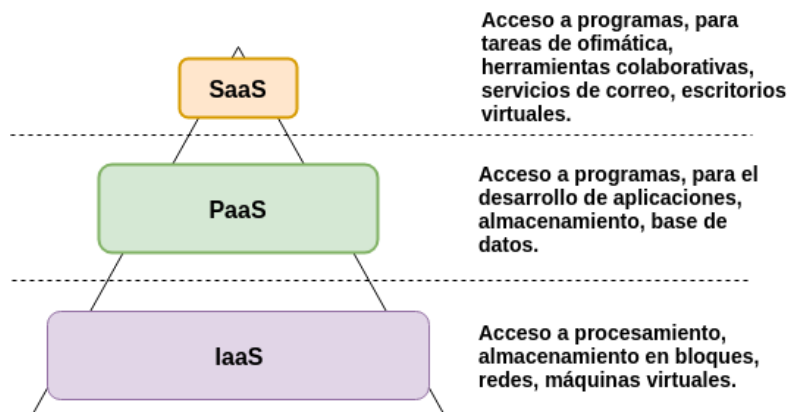 SaaS
Acceso a programas, para
tareas de ofimática,
herramientas colaborativas,
servicios de correo, escritorios
virtuales.
PaaS
Acceso a programas, para el
desarrollo de aplicaciones,
almacenamiento, base de
datos.
IaaS
Acceso a procesamiento,
almacenamiento en bloques,
redes, máquinas virtuales.